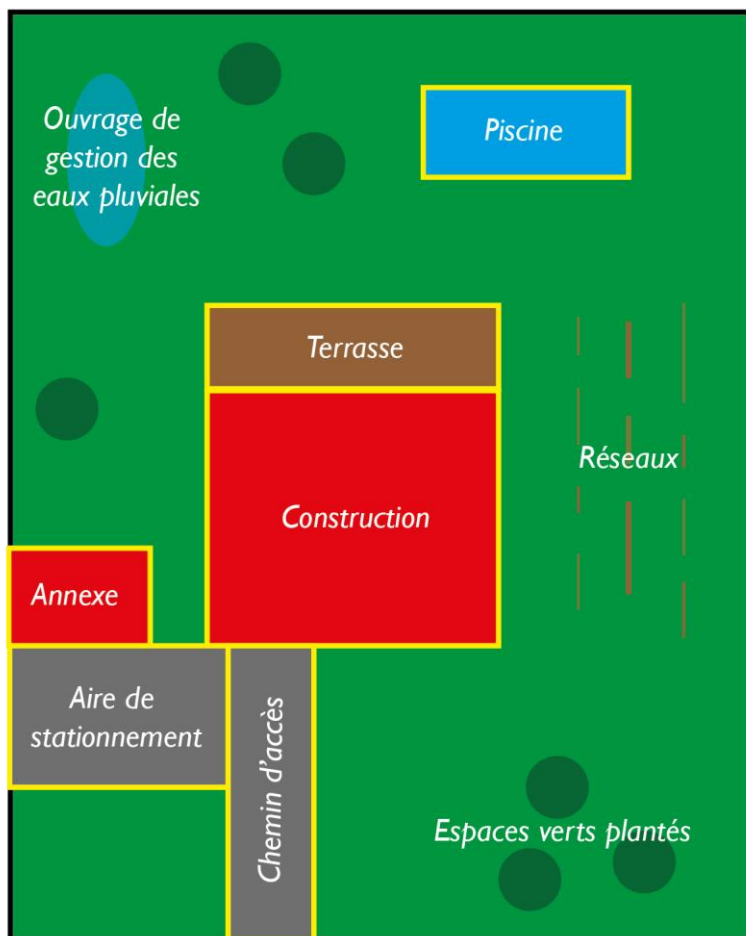 Ouvrage de
gestion des
eaux pluviales
Piscine
Terrasse
Réseaux
Construction
Annexe
Aire de
stationnement
Chemin d'accès
Espaces verts plantés